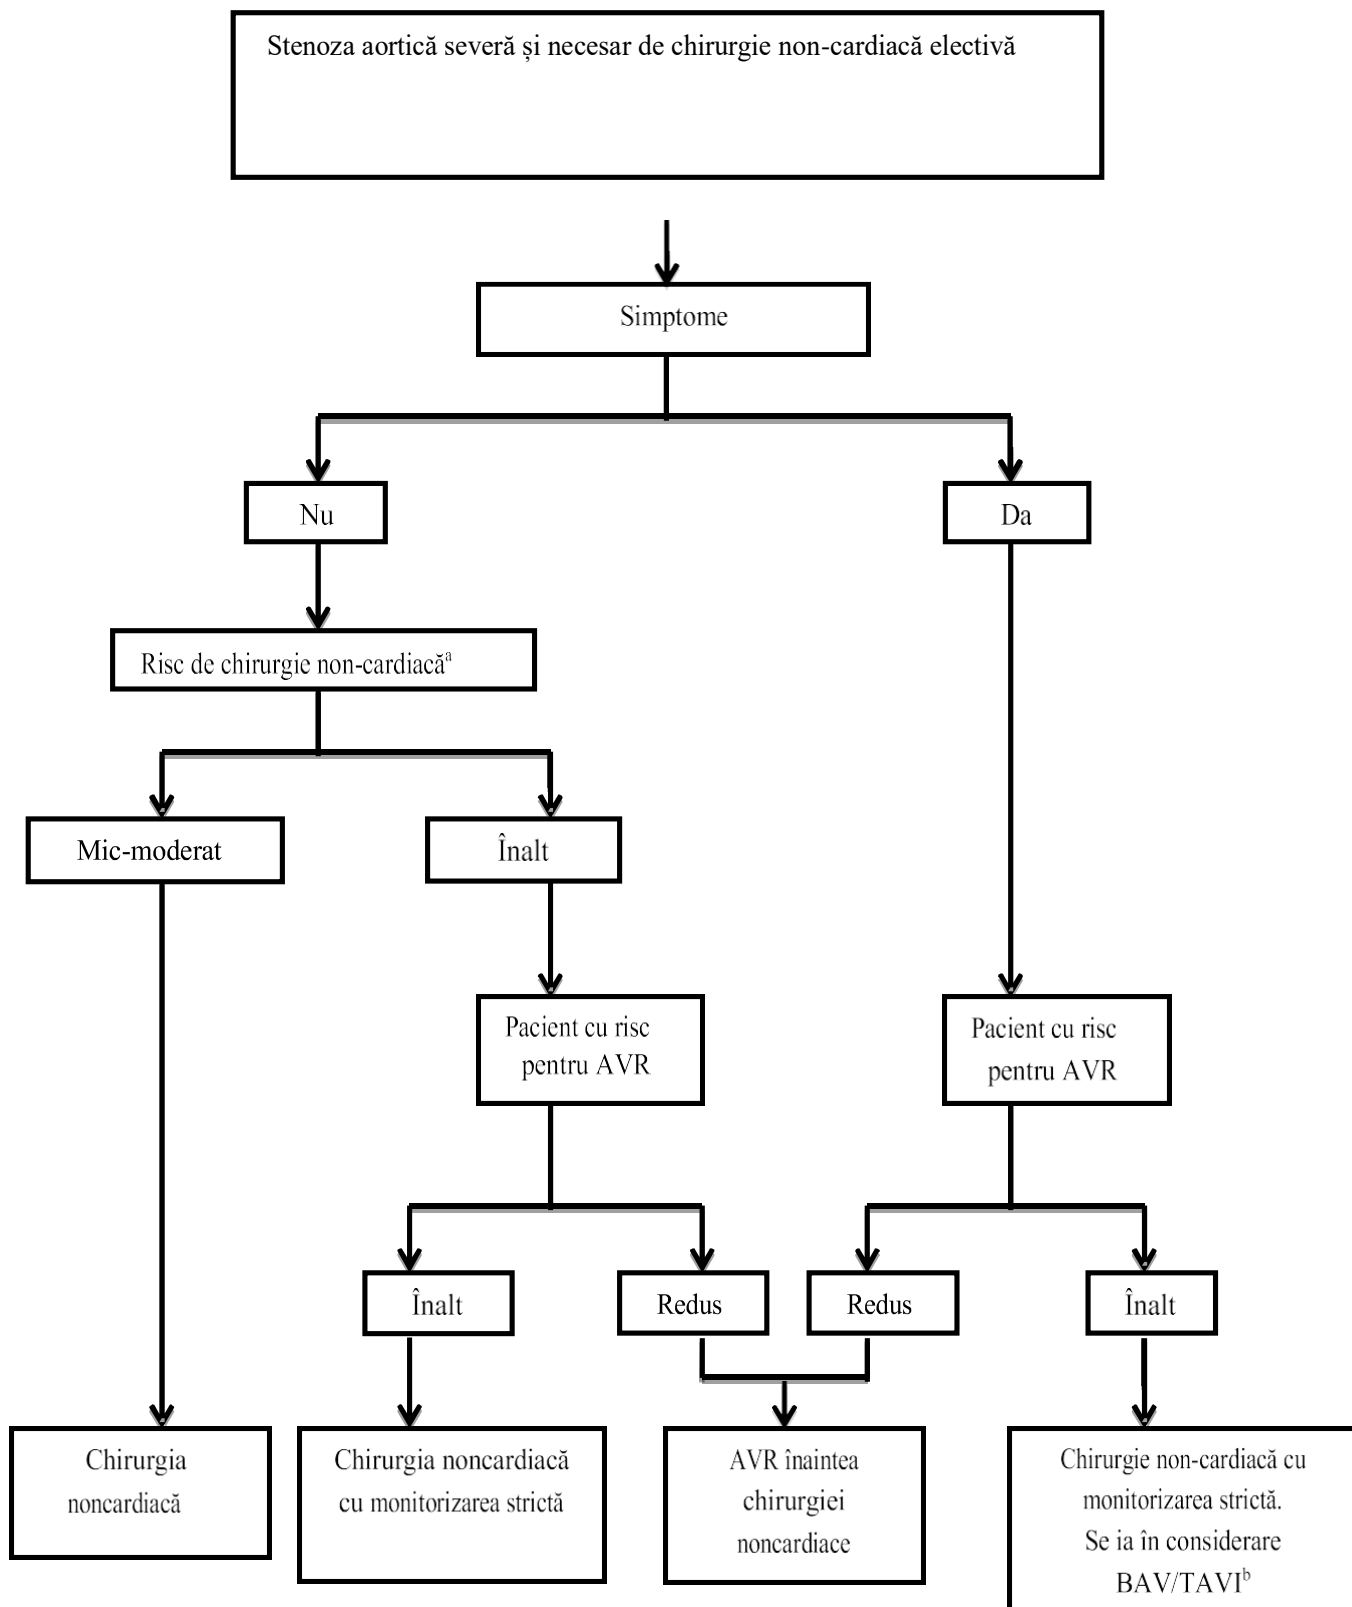 Stenoza aortică severă și necesar de chirurgie non-cardiacă electivă
Simptome
Nu
Da
Risc de chirurgie non-cardiacăᵃ
Mic-moderat
Înalt
Pacient cu risc
pentru AVR
Pacient cu risc
pentru AVR
Înalt
Redus
Redus
Înalt
Chirurgia
noncardiacă
Chirurgia noncardiacă
cu monitorizarea strictă
AVR înaintea
chirurgiei
noncardiace
Chirurgie non-cardiacă cu
monitorizarea strictă.
Se ia în considerare
BAV/TAVIᵇ